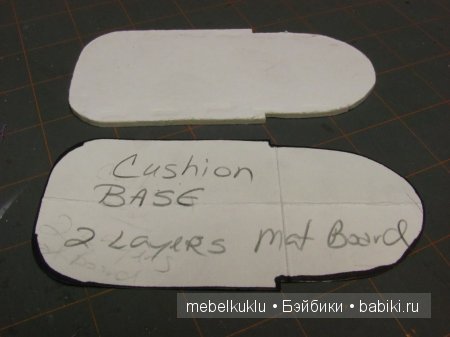 Cushion
BASE
2 Layers Mat Board
mebelkuklu • Бэйбики • babiki.ru